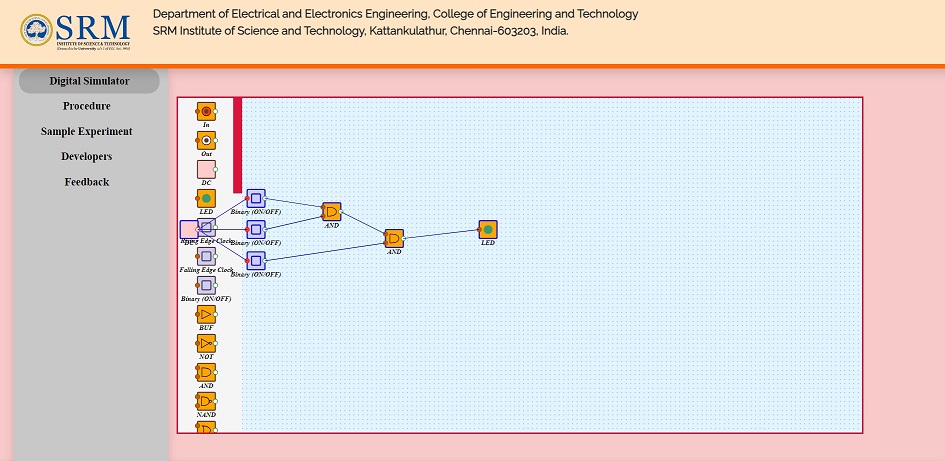 SRM
INSTITUTE OF SCIENCE & TECHNOLOGY
Department of Electrical and Electronics Engineering, College of Engineering and Technology
SRM Institute of Science and Technology, Kattankulathur, Chennai-603203, India.
Digital Simulator
Procedure
Sample Experiment
Developers
Feedback
In
Out
DC
LED
Binary (ON/OFF)
AND
Edge Clock
DC
Binary (ON/OFF)
LED
AND
Falling Edge Clock
Binary (ON/OFF)
Binary (ON/OFF)
BUF
NOT
AND
NAND